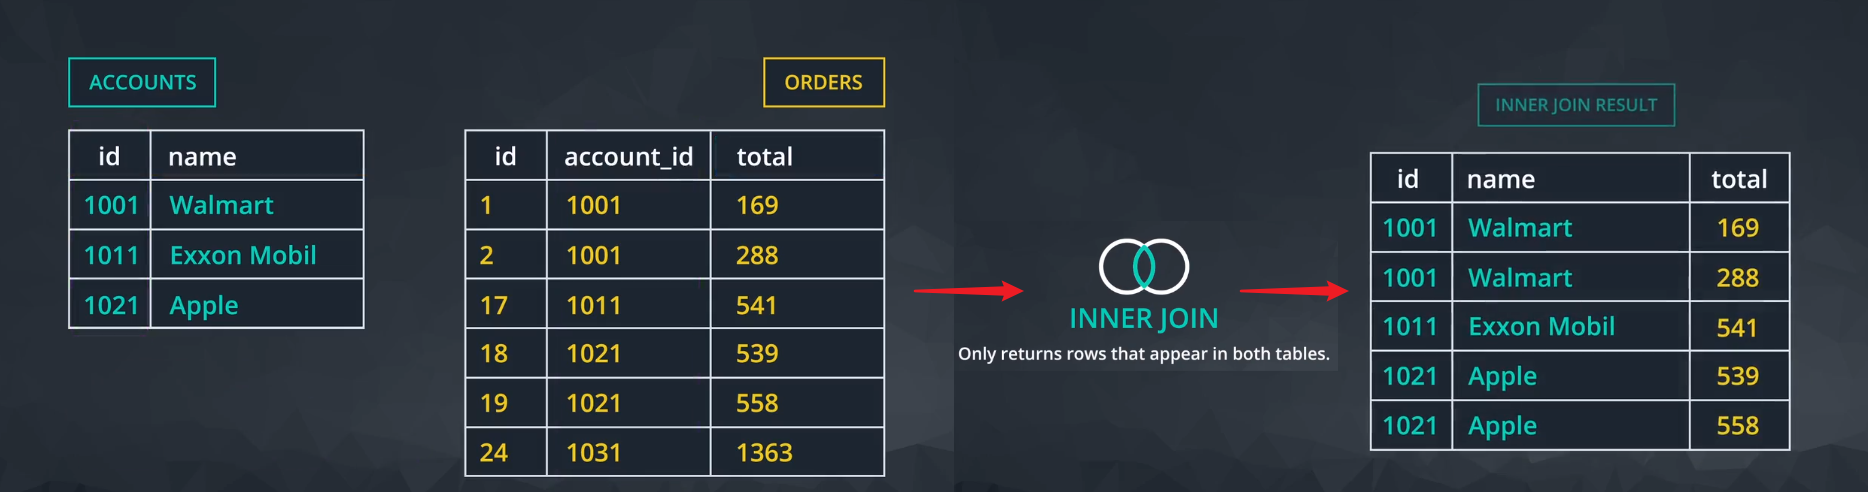 ACCOUNTS
id name
1001 Walmart
1011 Exxon Mobil
1021 Apple
ORDERS
id account_id total
1 1001 169
2 1001 288
17 1011 541
18 1021 539
19 1021 558
24 1031 1363
INNER JOIN
Only returns rows that appear in both tables.
INNER JOIN RESULT
id name total
1001 Walmart 169
1001 Walmart 288
1011 Exxon Mobil 541
1021 Apple 539
1021 Apple 558